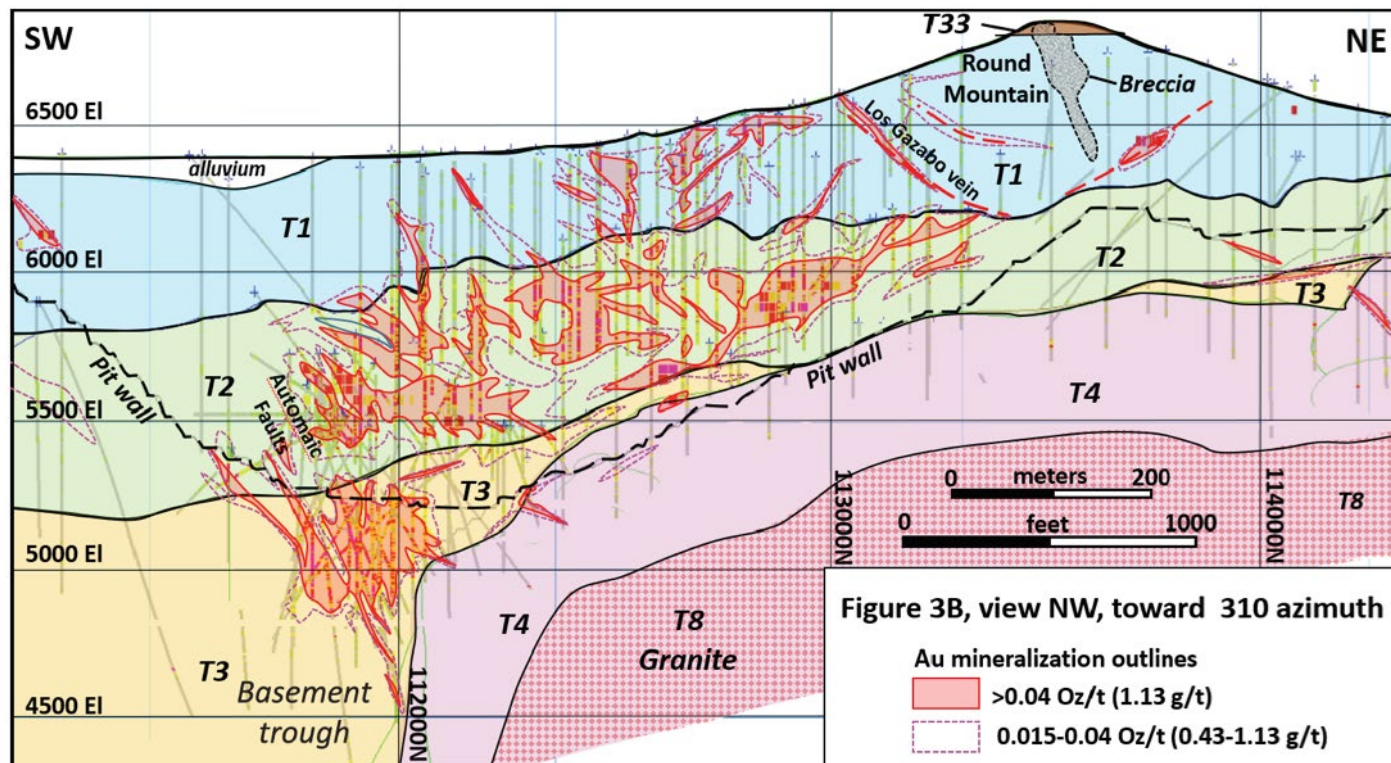 SW
T33
NE
Round
Mountain
Breccia
6500 El
Los Gazabo vein
alluvium
T1
T1
6000 El
T2
T3
Pit wall
T2
Automaic
Faults
Pit wall
T4
5500 El
T3
113000N
114000N
0 meters 200
0 feet 1000
T8
5000 El
T4
T8
Granite
T3
Basement
trough
112000N
4500 El
Figure 3B, view NW, toward 310 azimuth
Au mineralization outlines
>0.04 Oz/t (1.13 g/t)
0.015-0.04 Oz/t (0.43-1.13 g/t)